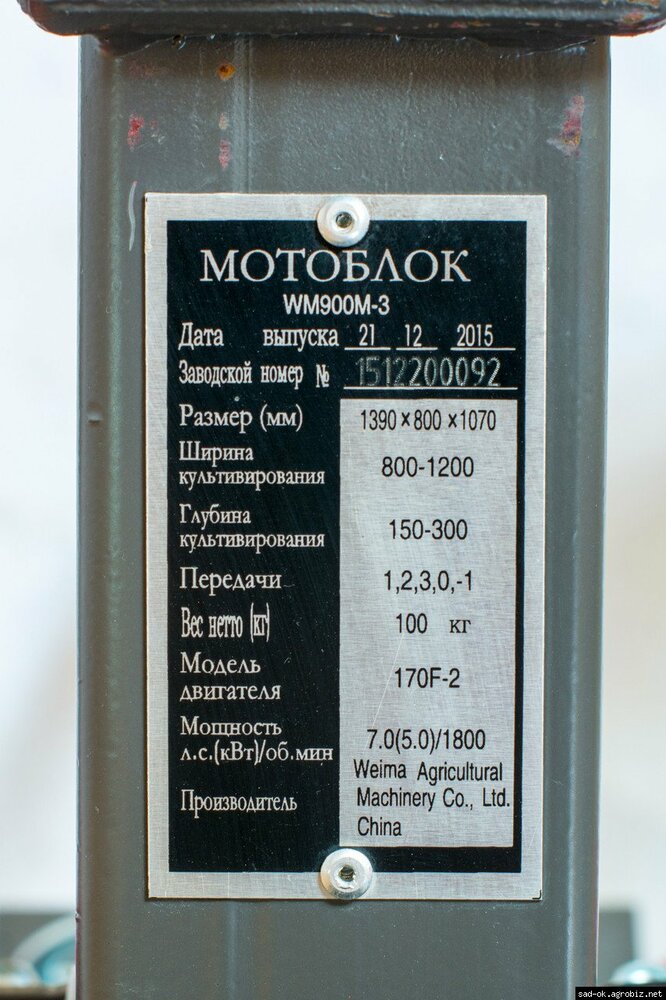 МОТОБЛОК
WM900M-3
Дата выпуска 21 12 2015
Заводской номер № 1512200092
Размер (мм) 1390×800×1070
Ширина
культивирования 800-1200
Глубина
культивирования 150-300
Передачи 1,2,3,0,-1
Вес нетто (кг) 100 кг
Модель
двигателя 170F-2
Мощность
л.с.(кВт)/об.мин 7.0(5.0)/1800
Производитель Weima Agricultural
Machinery Co., Ltd.
China
sad-ok.agrobiz.net